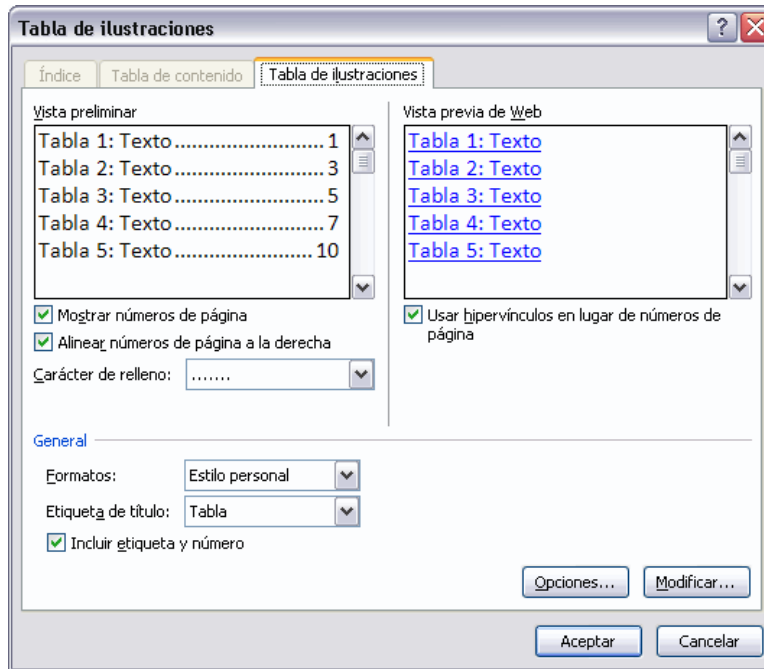 Tabla de ilustraciones
Índice
Tabla de contenido
Tabla de ilustraciones
Vista preliminar
Tabla 1: Texto ........................... 1
Tabla 2: Texto ........................... 3
Tabla 3: Texto ........................... 5
Tabla 4: Texto ........................... 7
Tabla 5: Texto ......................... 10
Mostrar números de página
Alinear números de página a la derecha
Carácter de relleno: .......
Vista previa de Web
Tabla 1: Texto
Tabla 2: Texto
Tabla 3: Texto
Tabla 4: Texto
Tabla 5: Texto
Usar hipervínculos en lugar de números de
página
General
Formatos: Estilo personal
Etiqueta de título: Tabla
Incluir etiqueta y número
Opciones... Modificar...
Aceptar Cancelar